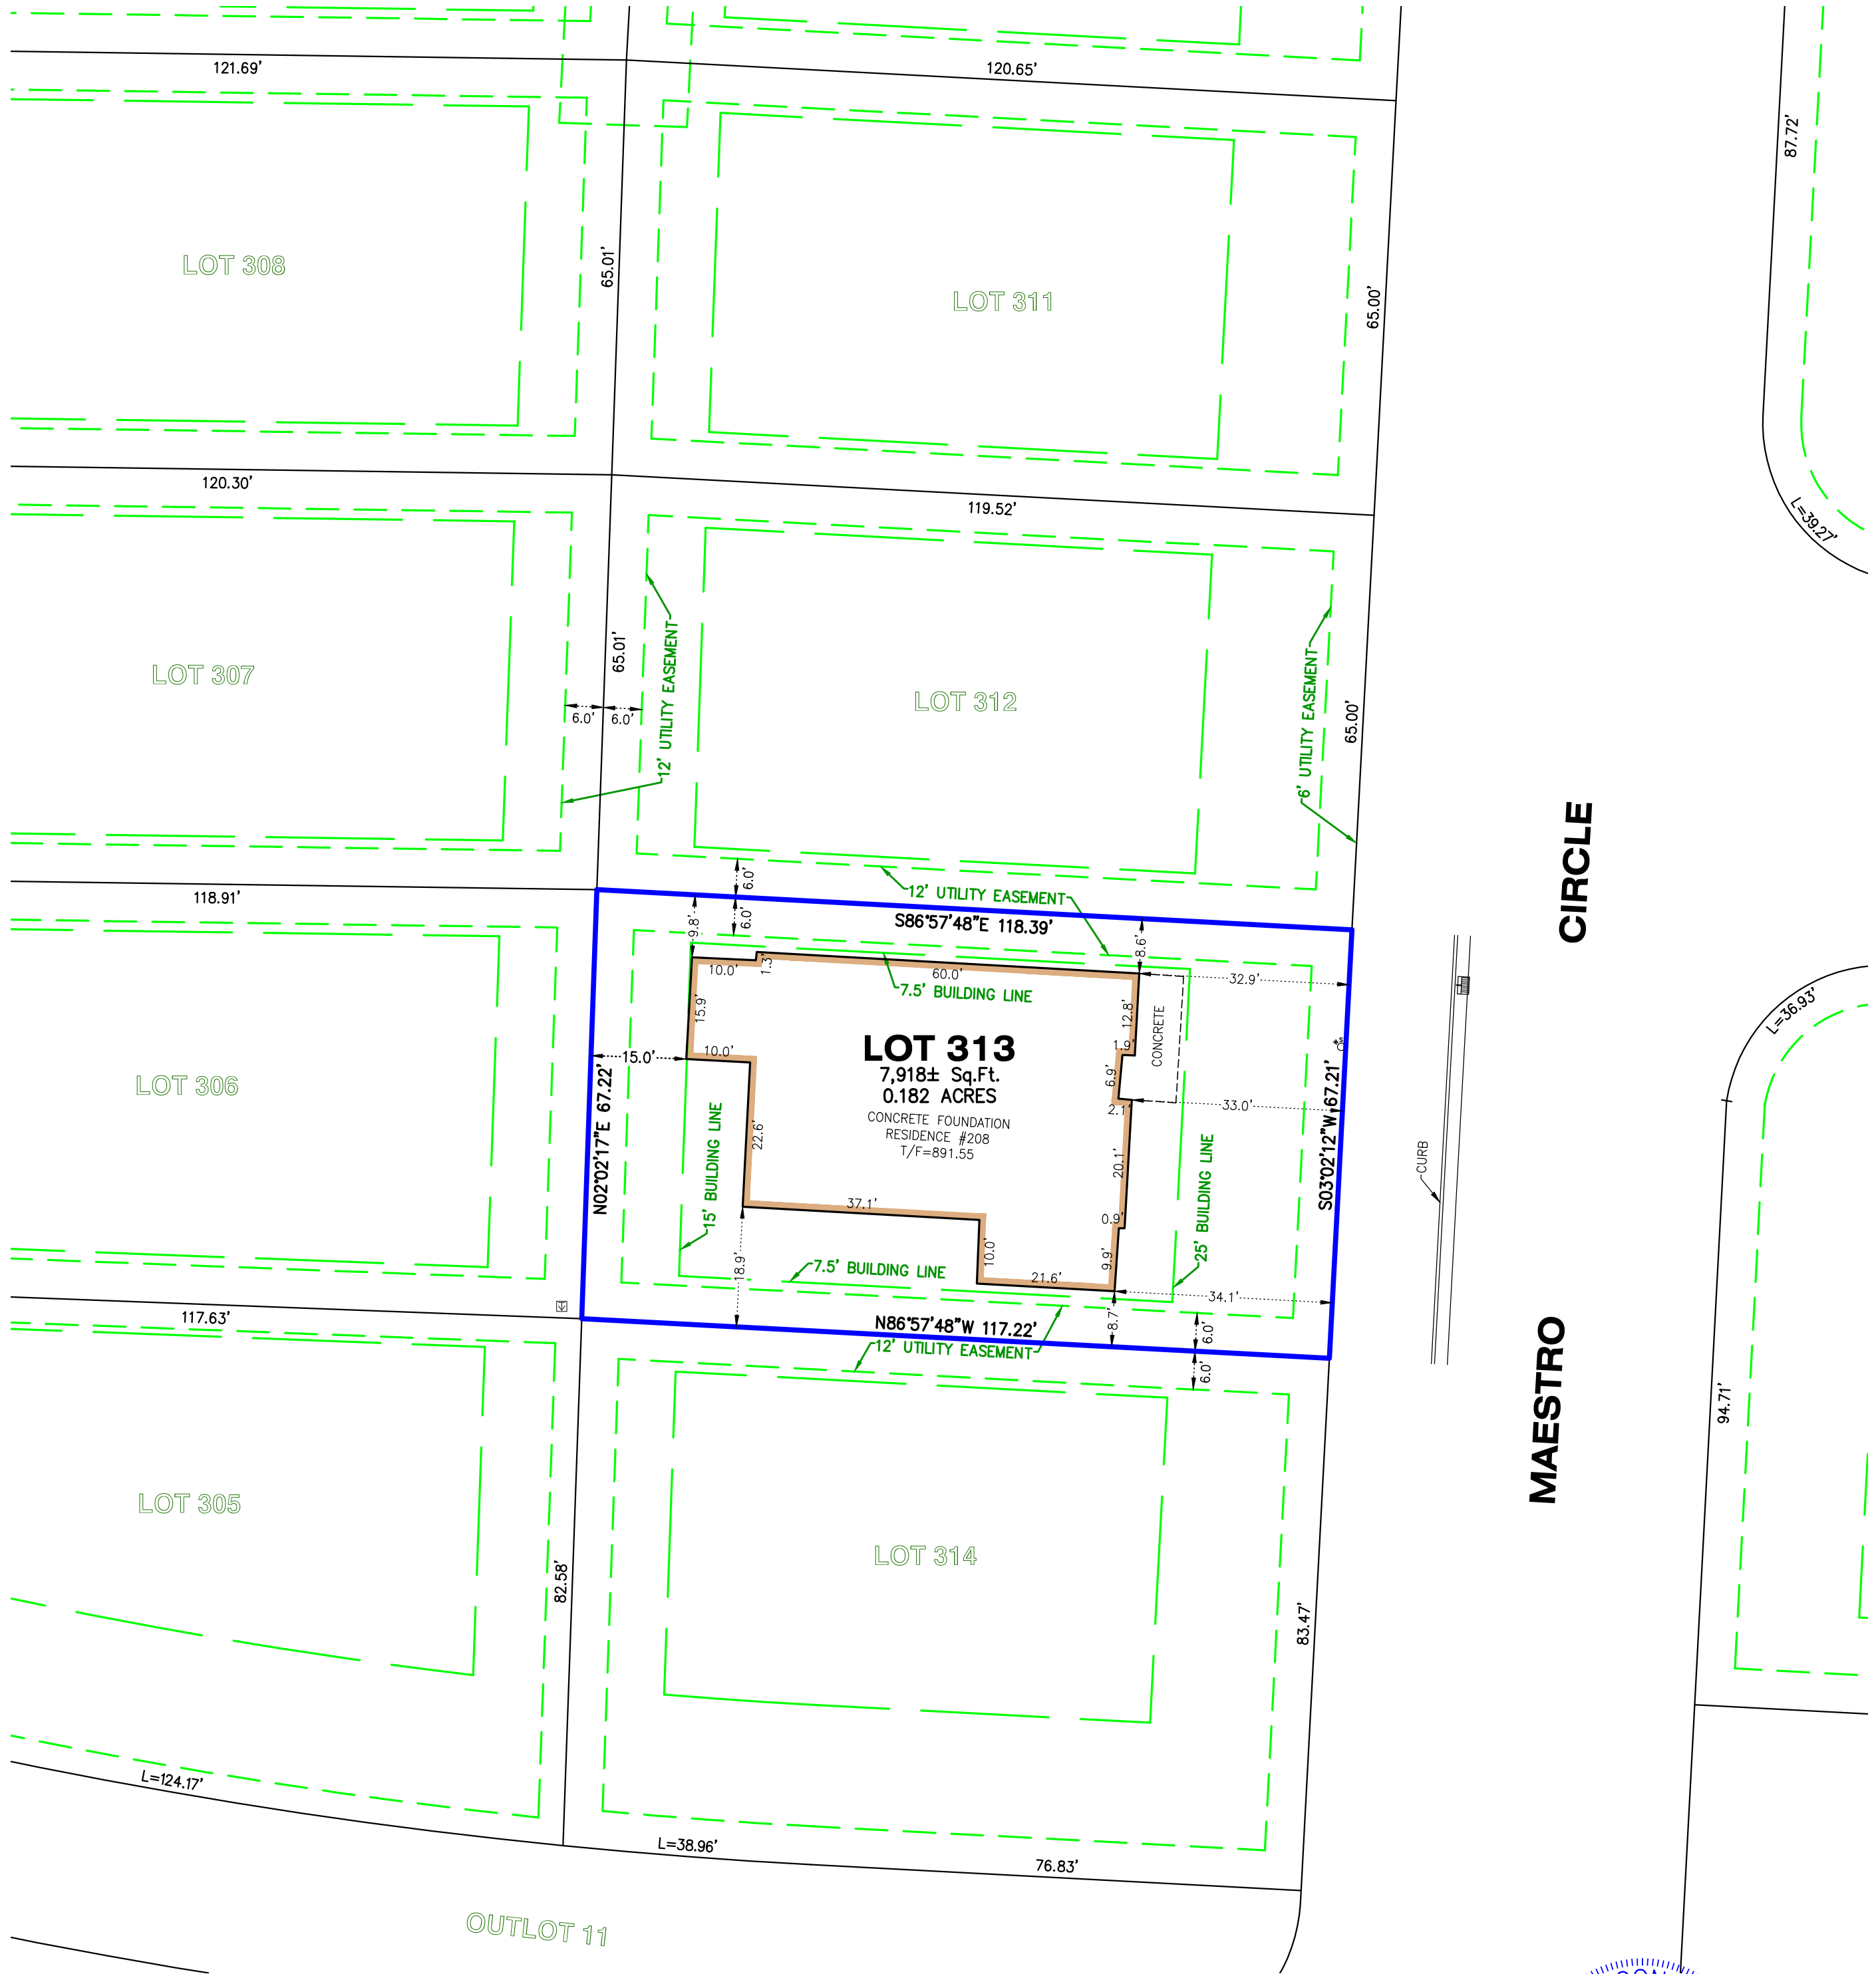 121.69'
120.65'
87.72'
LOT 308
65.01'
LOT 311
65.00'
120.30'
119.52'
L=39.27'
LOT 307
65.01'
12' UTILITY EASEMENT
6.0'
6.0'
LOT 312
6' UTILITY EASEMENT
65.00'
CIRCLE
118.91'
6.0'
6.0'
12' UTILITY EASEMENT
S86°57'48"E 118.39'
9.8'
8.6'
10.0'
1.3'
60.0'
7.5' BUILDING LINE
32.9'
15.9'
12.8'
CONCRETE
10.0'
15.0'
1.9'
6.9'
2.1'
33.0'
LOT 313
7,918± Sq.Ft.
0.182 ACRES
CONCRETE FOUNDATION
RESIDENCE #208
T/F=891.55
LOT 306
N02°02'17"E 67.22'
15' BUILDING LINE
22.6'
20.1'
25' BUILDING LINE
S03°02'12"W 67.21'
CURB
L=36.93'
37.1'
0.9'
10.0'
9.9'
18.9'
7.5' BUILDING LINE
21.6'
34.1'
8.7'
117.63'
N86°57'48"W 117.22'
12' UTILITY EASEMENT
6.0'
6.0'
MAESTRO
94.71'
LOT 305
82.58'
LOT 314
83.47'
L=124.17'
L=38.96'
76.83'
OUTLOT 11